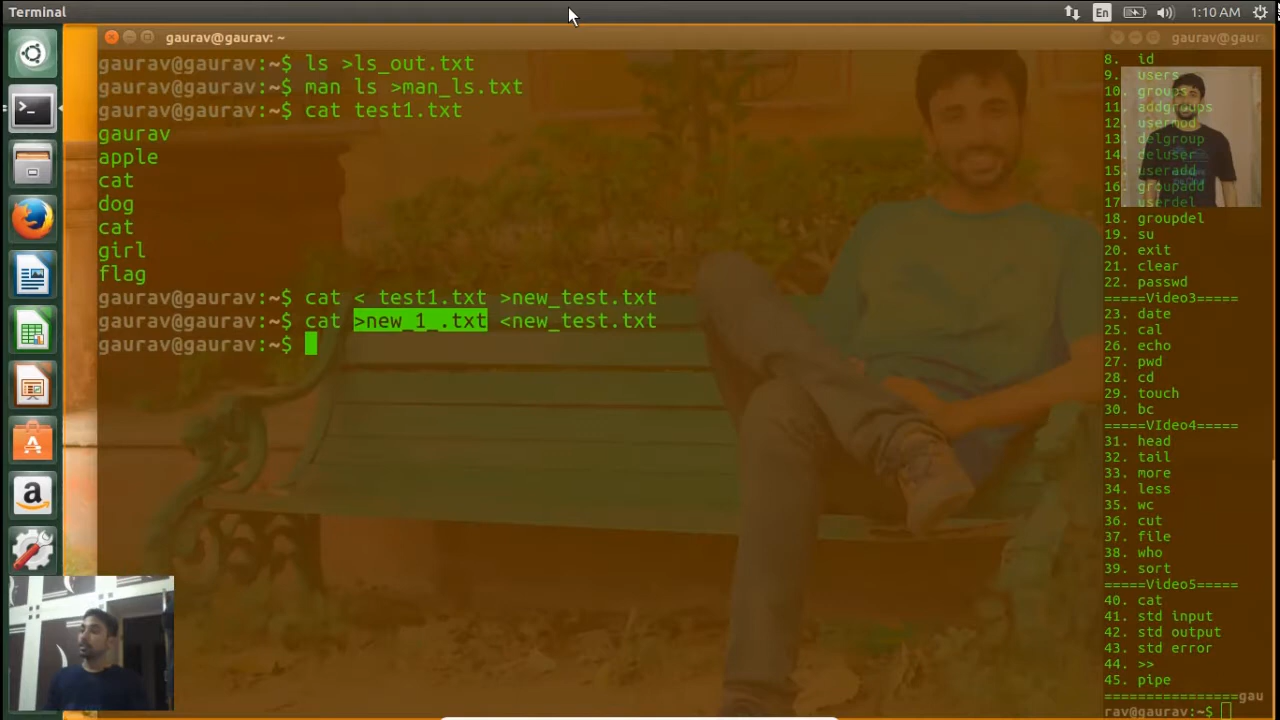 Terminal
En
1:10 AM
gaurav@gaurav: ~
gaurav@gaurav:~$ ls >ls_out.txt
gaurav@gaurav:~$ man ls >man_ls.txt
gaurav@gaurav:~$ cat test1.txt
gaurav
apple
cat
dog
cat
girl
flag
gaurav@gaurav:~$ cat < test1.txt >new_test.txt
gaurav@gaurav:~$ cat >new_1_.txt <new_test.txt
gaurav@gaurav:~$
gaurav@gaur
8. id
9. users
10. groups
11. addgroups
12. usermod
13. delgroup
14. deluser
15. useradd
16. groupadd
17. userdel
18. groupdel
19. su
20. exit
21. clear
22. passwd
=====Video3=====
23. date
25. cal
26. echo
27. pwd
28. cd
29. touch
30. bc
=====VIdeo4=====
31. head
32. tail
33. more
34. less
35. wc
36. cut
37. file
38. who
39. sort
=====Video5=====
40. cat
41. std input
42. std output
43. std error
44. >>
45. pipe
================gau
rav@gaurav:~$
a